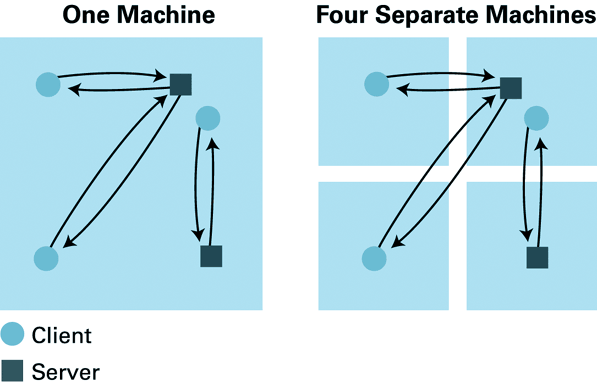 One Machine
Four Separate Machines
Client
Server